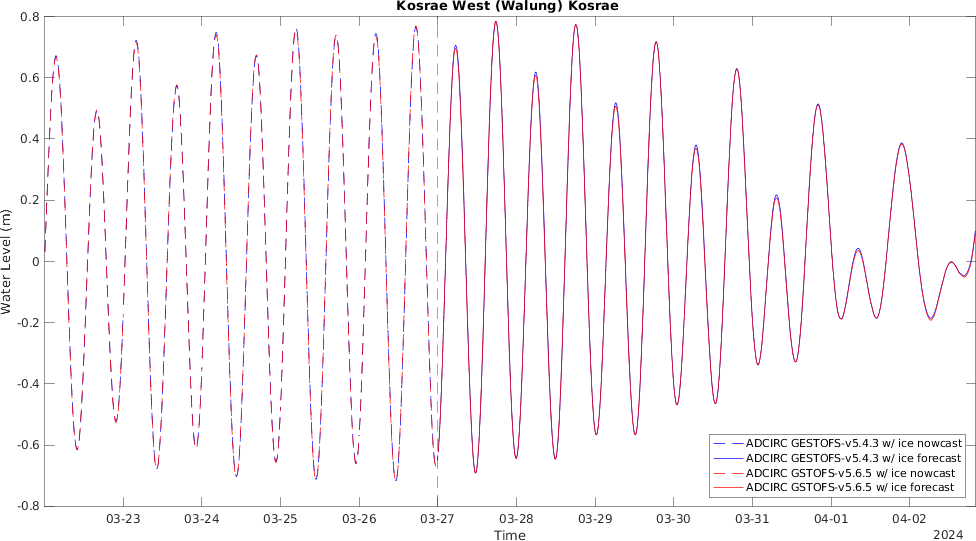 Kosrae West (Walung) Kosrae
0.8
0.6
0.4
0.2
0
-0.2
-0.4
-0.6
-0.8
Water Level (m)
ADCIRC GESTOFS-v5.4.3 w/ ice nowcast
ADCIRC GESTOFS-v5.4.3 w/ ice forecast
ADCIRC GSTOFS-v5.6.5 w/ ice nowcast
ADCIRC GSTOFS-v5.6.5 w/ ice forecast
03-23 03-24 03-25 03-26 03-27 03-28 03-29 03-30 03-31 04-01 04-02
Time
2024